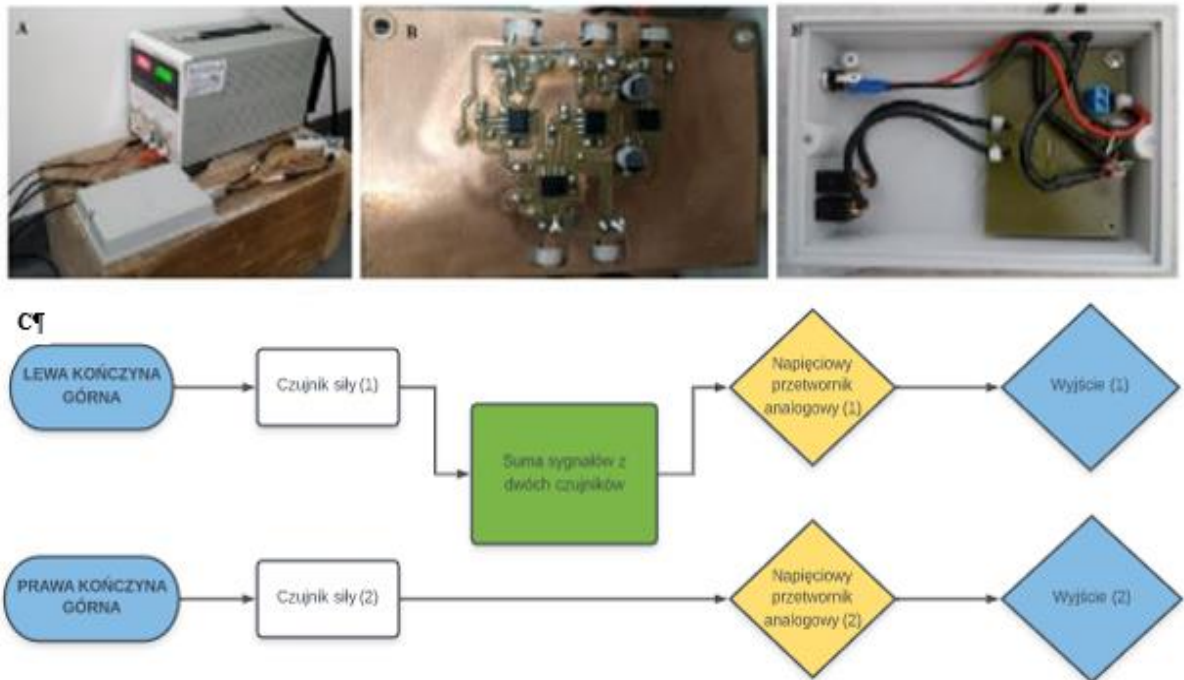 A
B
C¶
LEWA KOŃCZYNA
GÓRNA
Czujnik siły (1)
Suma sygnałów z
dwóch czujników
Napięciowy
przetwornik
analogowy (1)
Wyjście (1)
PRAWA KOŃCZYNA
GÓRNA
Czujnik siły (2)
Napięciowy
przetwornik
analogowy (2)
Wyjście (2)